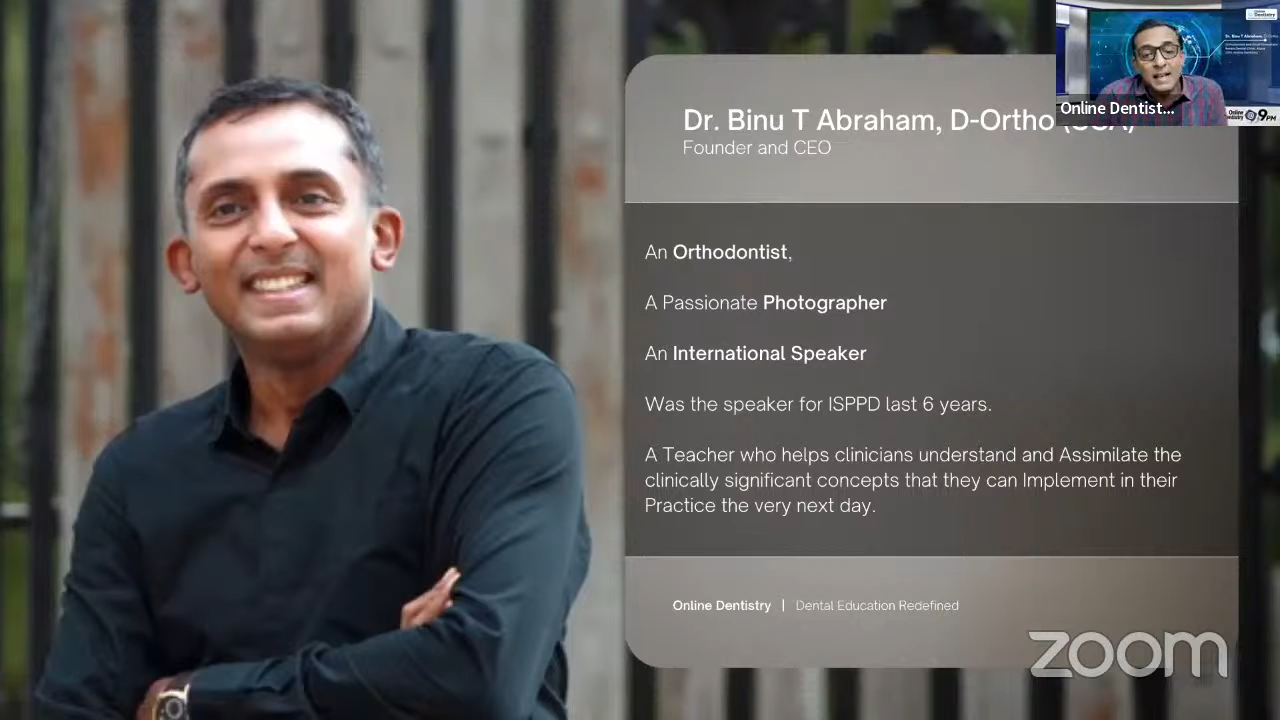 Dr. Binu T Abraham, D-Ortho
Founder and CEO
Online Dentist...
An Orthodontist,
A Passionate Photographer
An International Speaker
Was the speaker for ISPPD last 6 years.
A Teacher who helps clinicians understand and Assimilate the
clinically significant concepts that they can Implement in their
Practice the very next day.
Online Dentistry | Dental Education Redefined
zoom